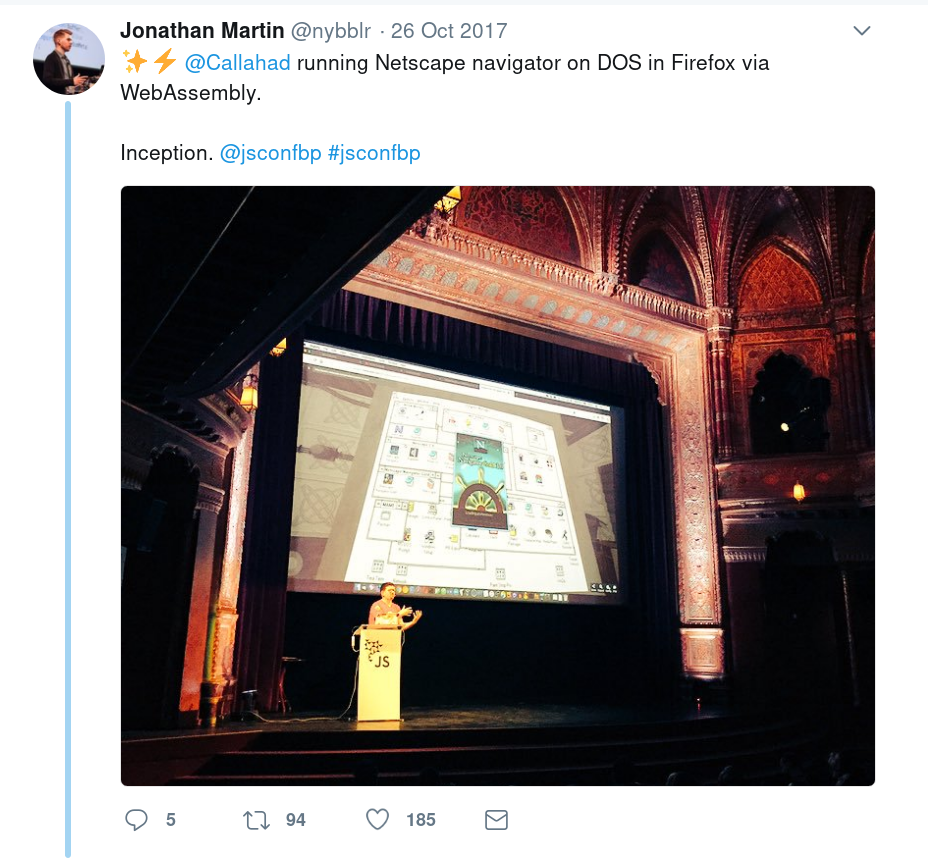 Jonathan Martin @nybblr · 26 Oct 2017
✨⚡ @Callahad running Netscape navigator on DOS in Firefox via
WebAssembly.
Inception. @jsconfbp #jsconfbp
N
JS
5 94 185